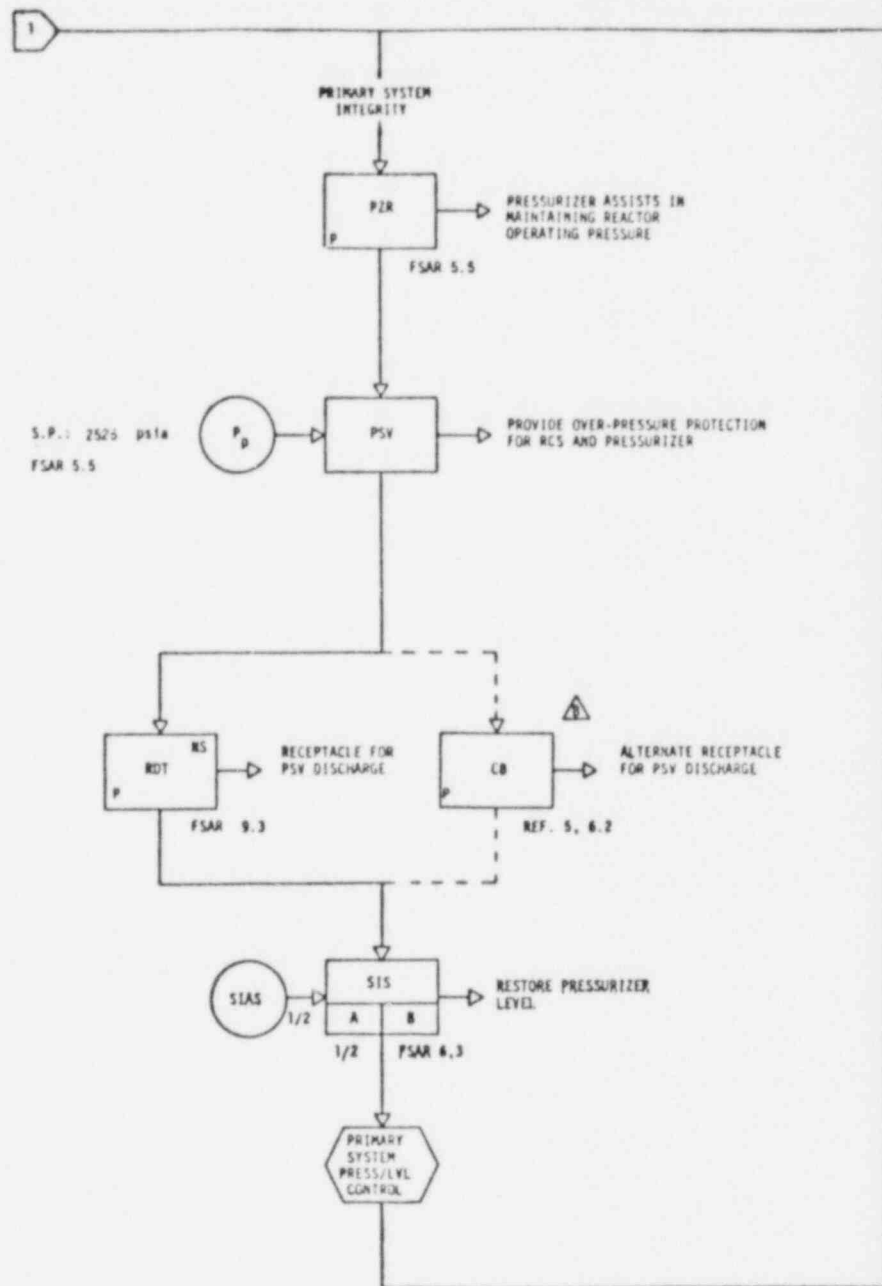 1
PRIMARY SYSTEM
INTEGRITY
PZR
P
PRESSURIZER ASSISTS IN
MAINTAINING REACTOR
OPERATING PRESSURE
FSAR 5.5
S.P.: 2526 psia
FSAR 5.5
Pp
PSV
PROVIDE OVER-PRESSURE PROTECTION
FOR RCS AND PRESSURIZER
NS
RDT
P
RECEPTACLE FOR
PSV DISCHARGE
FSAR 9.3
CB
P
ALTERNATE RECEPTACLE
FOR PSV DISCHARGE
REF. 5, 6.2
SIAS
1/2
SIS
A B
RESTORE PRESSURIZER
LEVEL
1/2 FSAR 6.3
PRIMARY
SYSTEM
PRESS/LVL
CONTROL